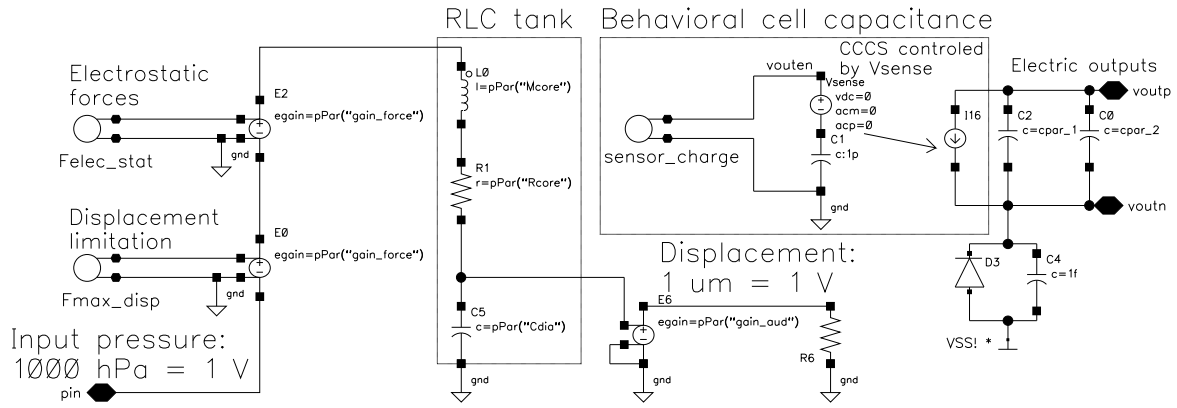 RLC tank
Behavioral cell capacitance
Electrostatic
forces
Felec_stat
E2
egain=pPar("gain_force")
gnd
Displacement
limitation
Fmax_disp
E0
egain=pPar("gain_force")
gnd
Input pressure:
1000 hPa = 1 V
pin
L0
l=pPar("Mcore")
R1
r=pPar("Rcore")
C5
c=pPar("Cdia")
gnd
sensor_charge
vouten
Vsense
vdc=0
acm=0
acp=0
C1
c:1p
gnd
CCCS controled
by Vsense
I16
Electric outputs
C2
c=cpar_1
C0
c=cpar_2
voutp
voutn
Displacement:
1 um = 1 V
E6
egain=pPar("gain_aud")
gnd
R6
gnd
D3
C4
c=1f
VSS! *